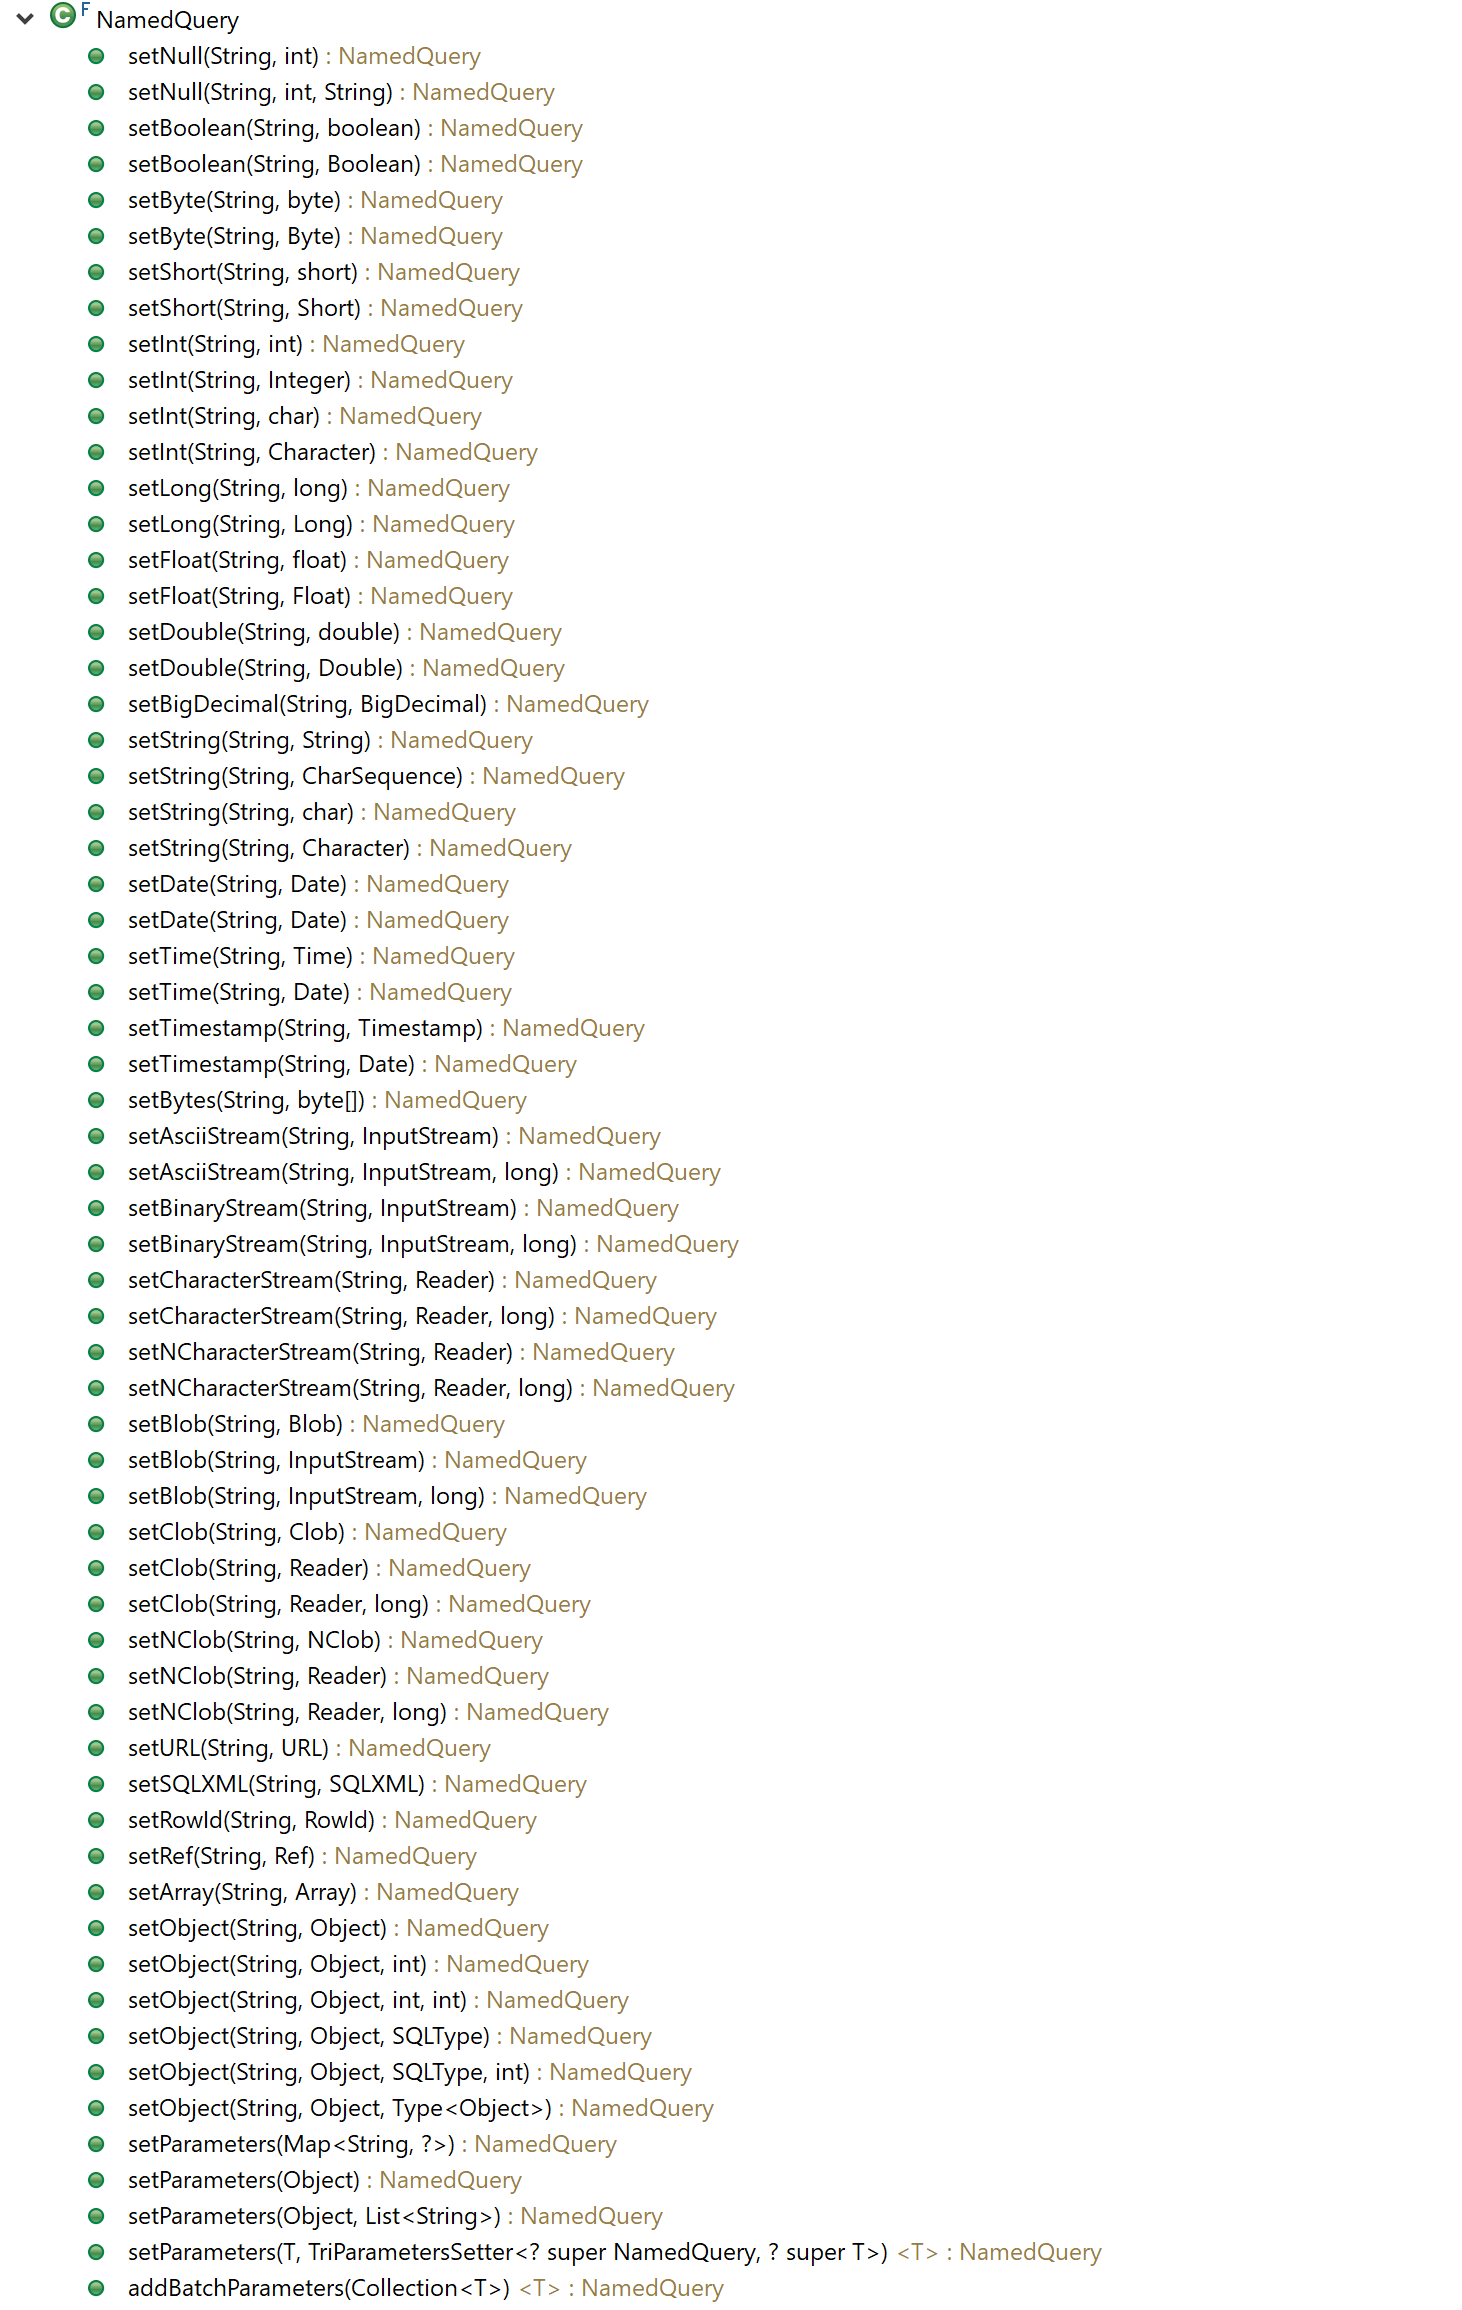 F NamedQuery
setNull(String, int) : NamedQuery
setNull(String, int, String) : NamedQuery
setBoolean(String, boolean) : NamedQuery
setBoolean(String, Boolean) : NamedQuery
setByte(String, byte) : NamedQuery
setByte(String, Byte) : NamedQuery
setShort(String, short) : NamedQuery
setShort(String, Short) : NamedQuery
setInt(String, int) : NamedQuery
setInt(String, Integer) : NamedQuery
setInt(String, char) : NamedQuery
setInt(String, Character) : NamedQuery
setLong(String, long) : NamedQuery
setLong(String, Long) : NamedQuery
setFloat(String, float) : NamedQuery
setFloat(String, Float) : NamedQuery
setDouble(String, double) : NamedQuery
setDouble(String, Double) : NamedQuery
setBigDecimal(String, BigDecimal) : NamedQuery
setString(String, String) : NamedQuery
setString(String, CharSequence) : NamedQuery
setString(String, char) : NamedQuery
setString(String, Character) : NamedQuery
setDate(String, Date) : NamedQuery
setDate(String, Date) : NamedQuery
setTime(String, Time) : NamedQuery
setTime(String, Date) : NamedQuery
setTimestamp(String, Timestamp) : NamedQuery
setTimestamp(String, Date) : NamedQuery
setBytes(String, byte[]) : NamedQuery
setAsciiStream(String, InputStream) : NamedQuery
setAsciiStream(String, InputStream, long) : NamedQuery
setBinaryStream(String, InputStream) : NamedQuery
setBinaryStream(String, InputStream, long) : NamedQuery
setCharacterStream(String, Reader) : NamedQuery
setCharacterStream(String, Reader, long) : NamedQuery
setNCharacterStream(String, Reader) : NamedQuery
setNCharacterStream(String, Reader, long) : NamedQuery
setBlob(String, Blob) : NamedQuery
setBlob(String, InputStream) : NamedQuery
setBlob(String, InputStream, long) : NamedQuery
setClob(String, Clob) : NamedQuery
setClob(String, Reader) : NamedQuery
setClob(String, Reader, long) : NamedQuery
setNClob(String, NClob) : NamedQuery
setNClob(String, Reader) : NamedQuery
setNClob(String, Reader, long) : NamedQuery
setURL(String, URL) : NamedQuery
setSQLXML(String, SQLXML) : NamedQuery
setRowId(String, RowId) : NamedQuery
setRef(String, Ref) : NamedQuery
setArray(String, Array) : NamedQuery
setObject(String, Object) : NamedQuery
setObject(String, Object, int) : NamedQuery
setObject(String, Object, int, int) : NamedQuery
setObject(String, Object, SQLType) : NamedQuery
setObject(String, Object, SQLType, int) : NamedQuery
setObject(String, Object, Type<Object>) : NamedQuery
setParameters(Map<String, ?>) : NamedQuery
setParameters(Object) : NamedQuery
setParameters(Object, List<String>) : NamedQuery
setParameters(T, TriParametersSetter<? super NamedQuery, ? super T>) <T> : NamedQuery
addBatchParameters(Collection<T>) <T> : NamedQuery